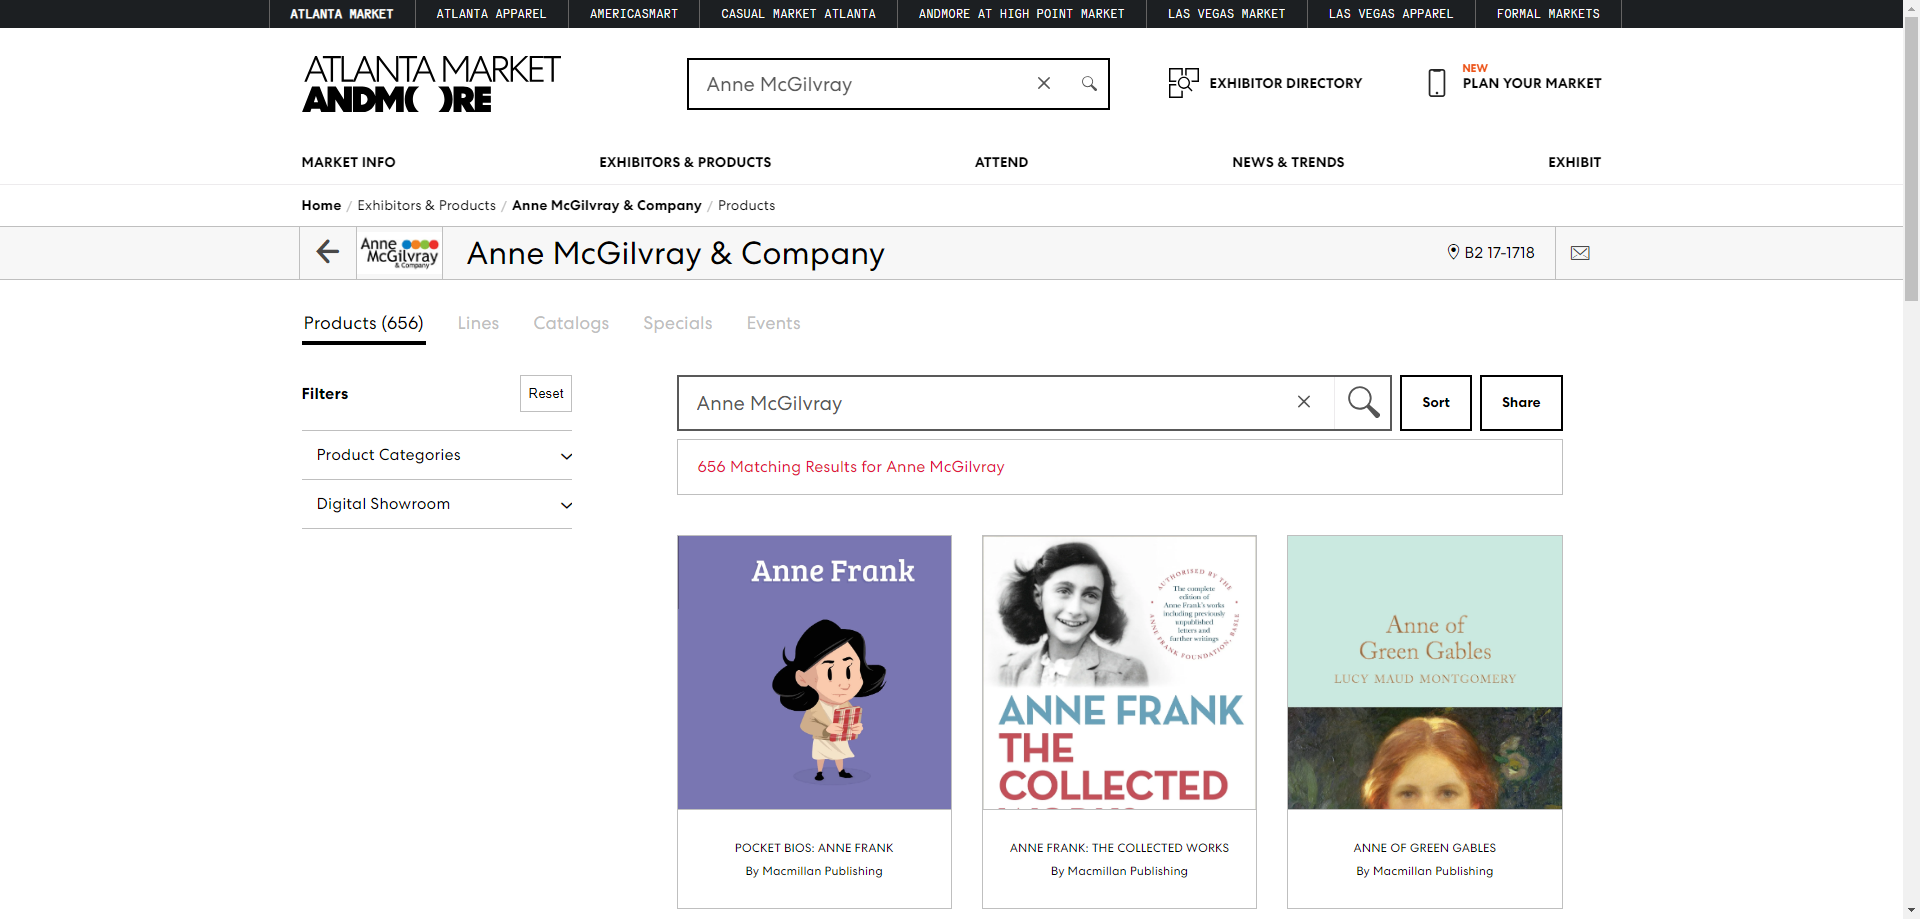 ATLANTA MARKET
ATLANTA APPAREL
AMERICASMART
CASUAL MARKET ATLANTA
ANDMORE AT HIGH POINT MARKET
LAS VEGAS MARKET
LAS VEGAS APPAREL
FORMAL MARKETS
ATLANTA MARKET
ANDMORE
Anne McGilvray
EXHIBITOR DIRECTORY
NEW
PLAN YOUR MARKET
MARKET INFO
EXHIBITORS & PRODUCTS
ATTEND
NEWS & TRENDS
EXHIBIT
Home / Exhibitors & Products / Anne McGilvray & Company / Products
Anne
McGilvray
& Company
Anne McGilvray & Company
B2 17-1718
Products (656)
Lines
Catalogs
Specials
Events
Filters
Reset
Product Categories
Digital Showroom
Anne McGilvray
Sort
Share
656 Matching Results for Anne McGilvray
Anne Frank
POCKET BIOS: ANNE FRANK
By Macmillan Publishing
AUTHORISED BY THE
ANNE FRANK FOUNDATION, BASLE
The complete
edition of
Anne Frank's works
including previously
unpublished
letters and
further writings
ANNE FRANK
THE
COLLECTED
ANNE FRANK: THE COLLECTED WORKS
By Macmillan Publishing
Anne of
Green Gables
LUCY MAUD MONTGOMERY
ANNE OF GREEN GABLES
By Macmillan Publishing